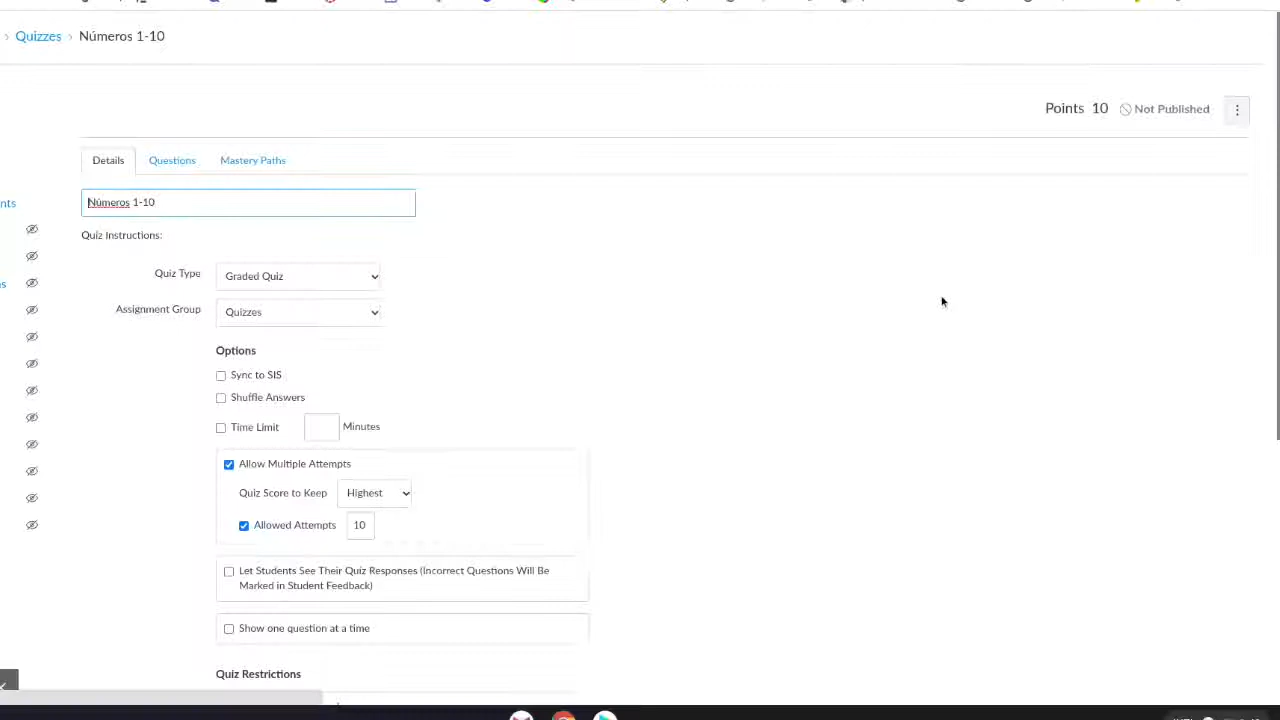 › Quizzes › Números 1-10
Points 10 Not Published
Details Questions Mastery Paths
Números 1-10
nts
Quiz Instructions:
Quiz Type Graded Quiz
s
Assignment Group Quizzes
Options
Sync to SIS
Shuffle Answers
Time Limit Minutes
Allow Multiple Attempts
Quiz Score to Keep Highest
Allowed Attempts 10
Let Students See Their Quiz Responses (Incorrect Questions Will Be
Marked in Student Feedback)
Show one question at a time
Quiz Restrictions